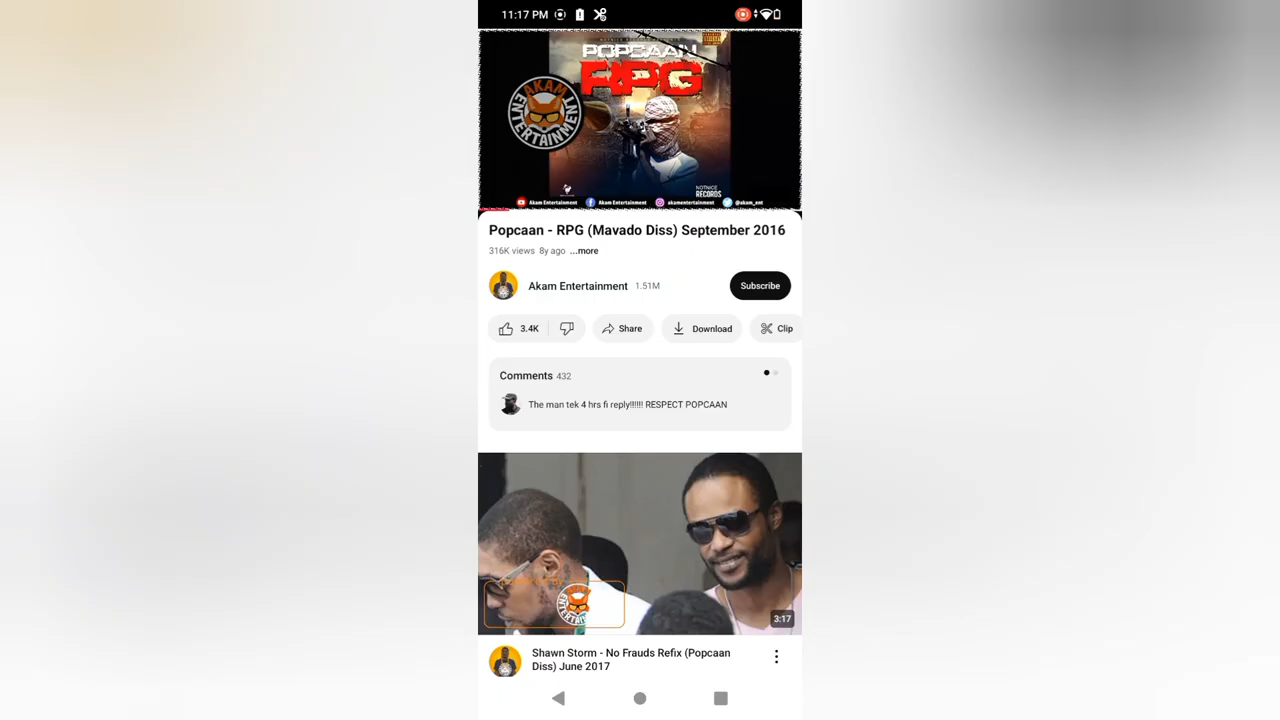 11:17 PM
POPCAAN
RPG
AKAM
ENTERTAINMENT
NOTNICE
RECORDS
Akam Entertainment
Akam Entertainment
akamentertainment
@akam_ent
Popcaan - RPG (Mavado Diss) September 2016
316K views 8y ago ...more
Akam Entertainment 1.51M
Subscribe
3.4K
Share
Download
Clip
Comments 432
The man tek 4 hrs fi reply!!!!!! RESPECT POPCAAN
3:17
Shawn Storm - No Frauds Refix (Popcaan
Diss) June 2017